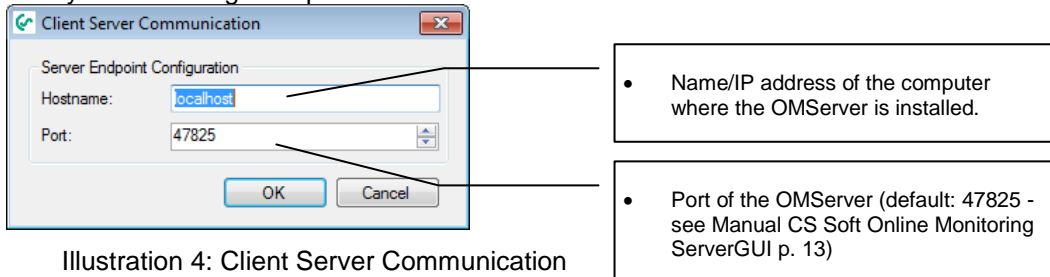 Client Server Communication
Server Endpoint Configuration
Hostname: localhost
Port: 47825
OK Cancel
• Name/IP address of the computer
where the OMServer is installed.
• Port of the OMServer (default: 47825 -
see Manual CS Soft Online Monitoring
ServerGUI p. 13)
Illustration 4: Client Server Communication